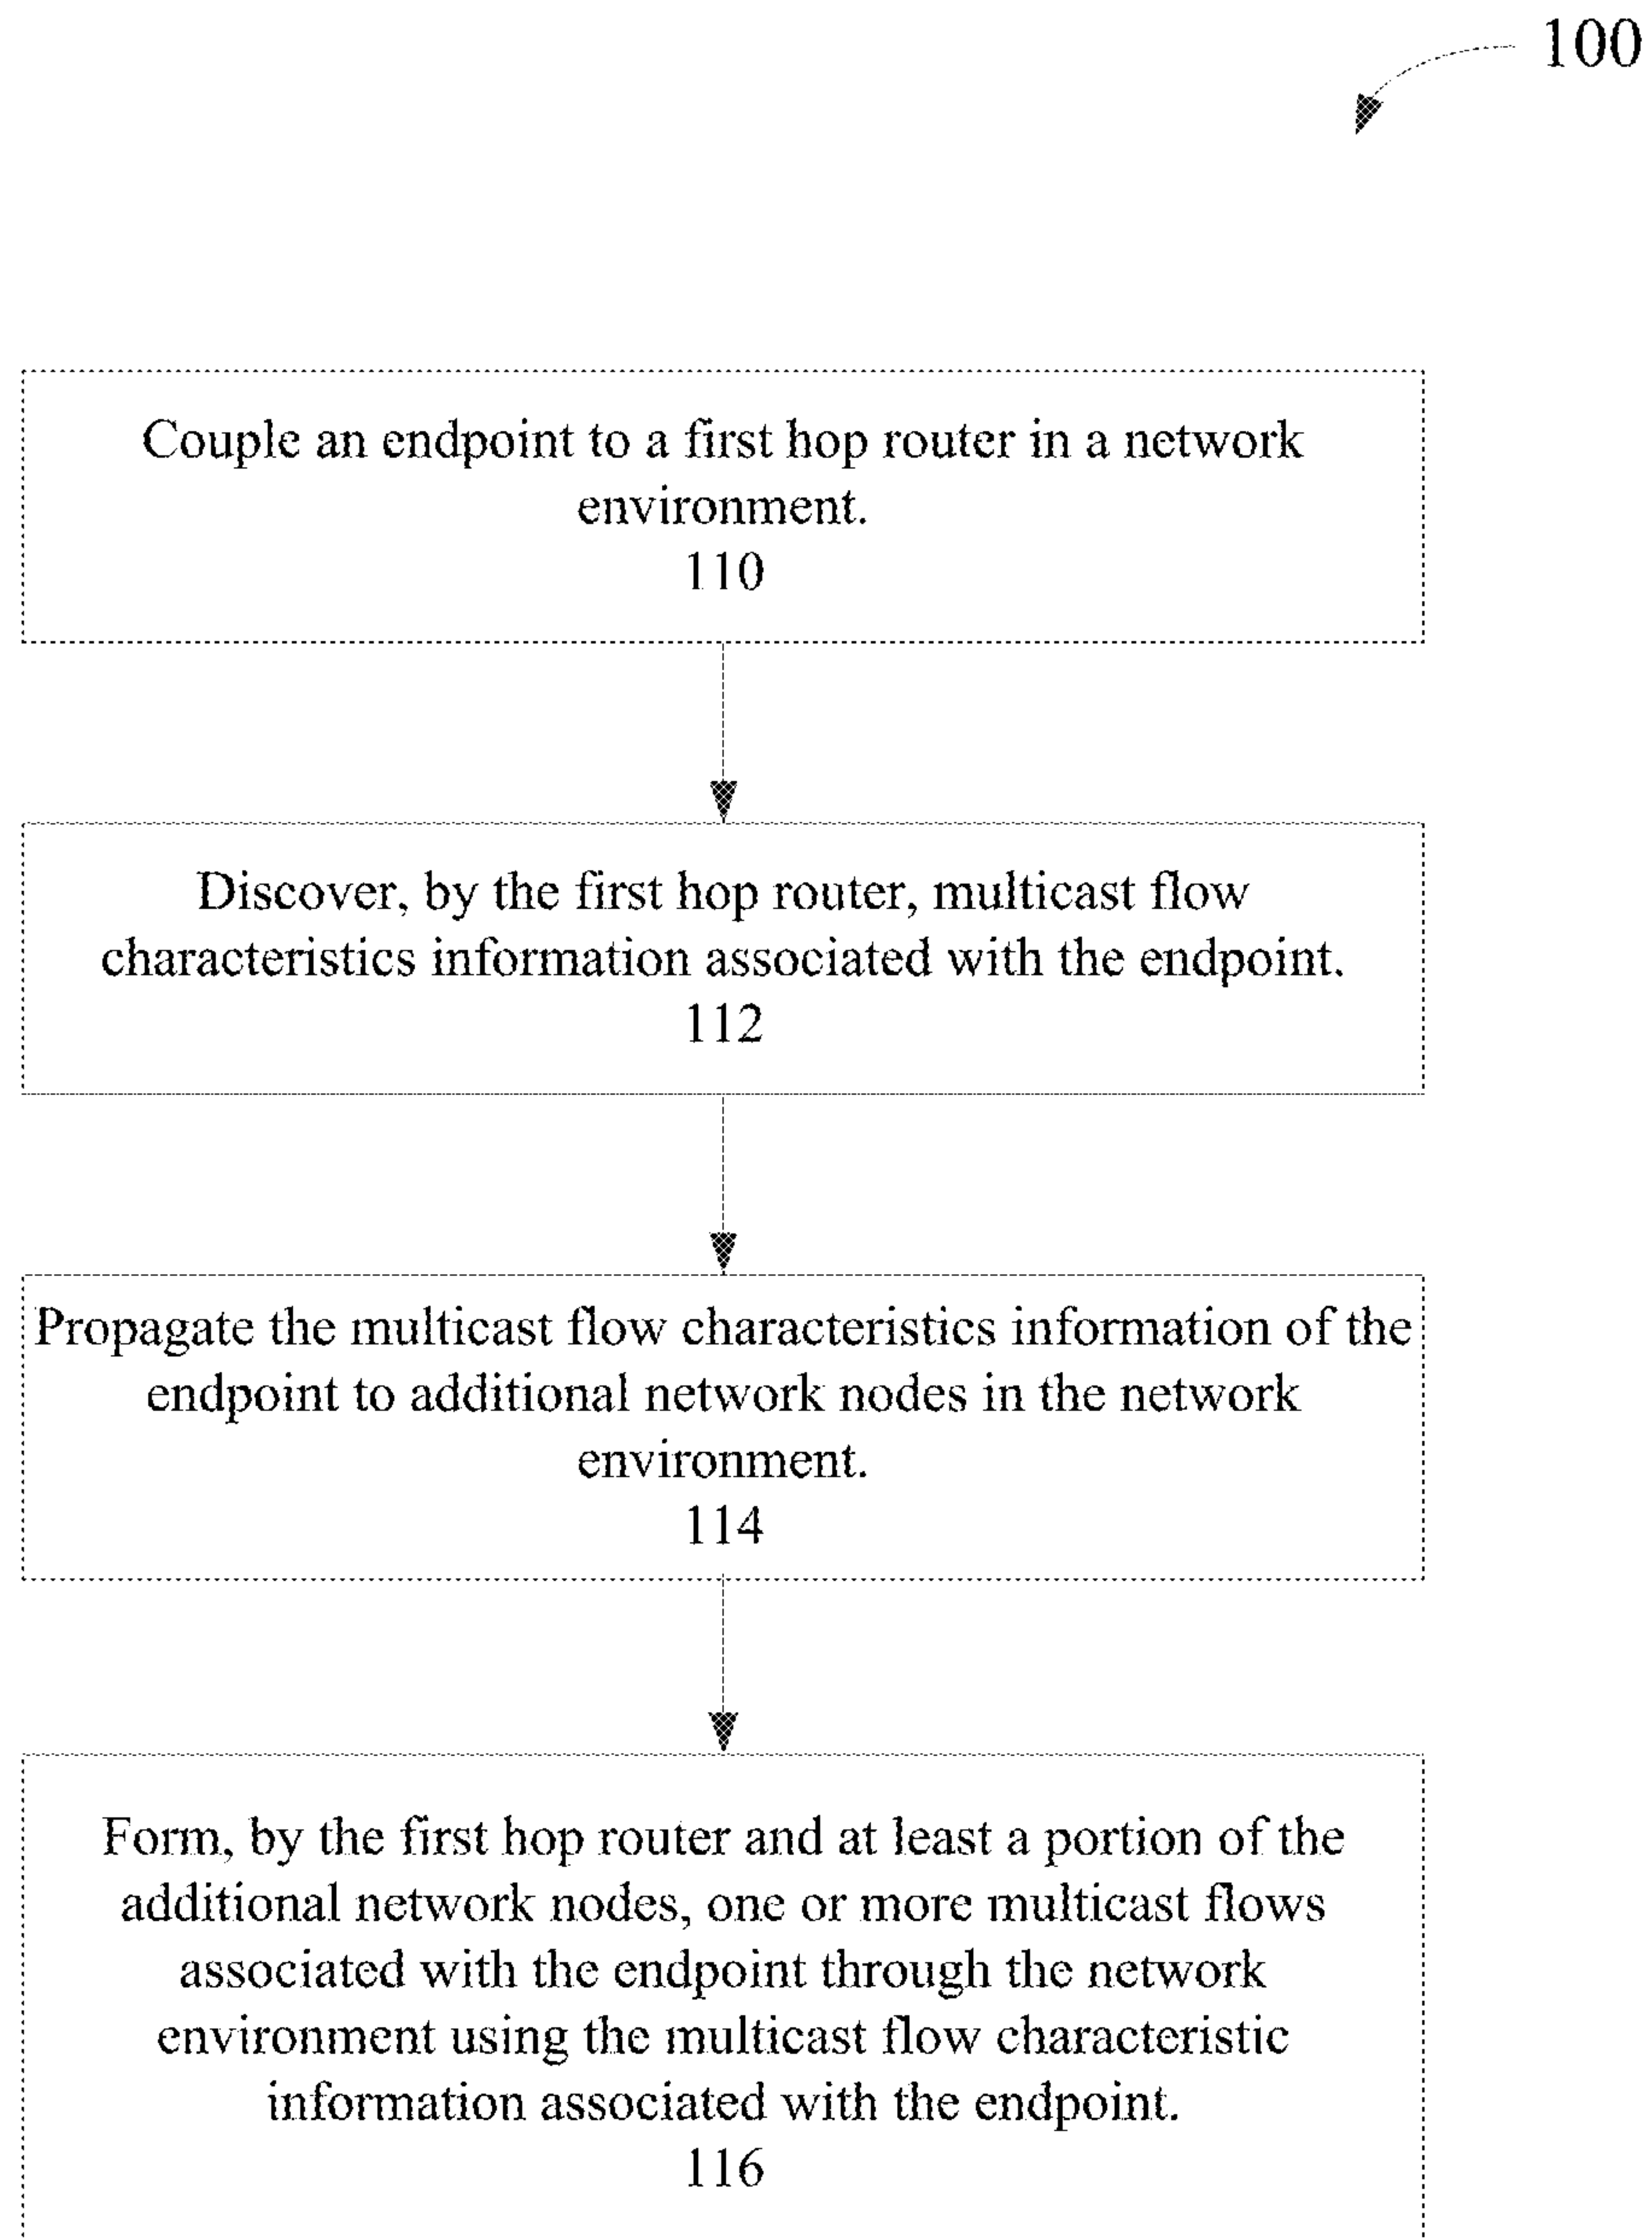 100
Couple an endpoint to a first hop router in a network
environment.
110
Discover, by the first hop router, multicast flow
characteristics information associated with the endpoint.
112
Propagate the multicast flow characteristics information of the
endpoint to additional network nodes in the network
environment.
114
Form, by the first hop router and at least a portion of the
additional network nodes, one or more multicast flows
associated with the endpoint through the network
environment using the multicast flow characteristic
information associated with the endpoint.
116